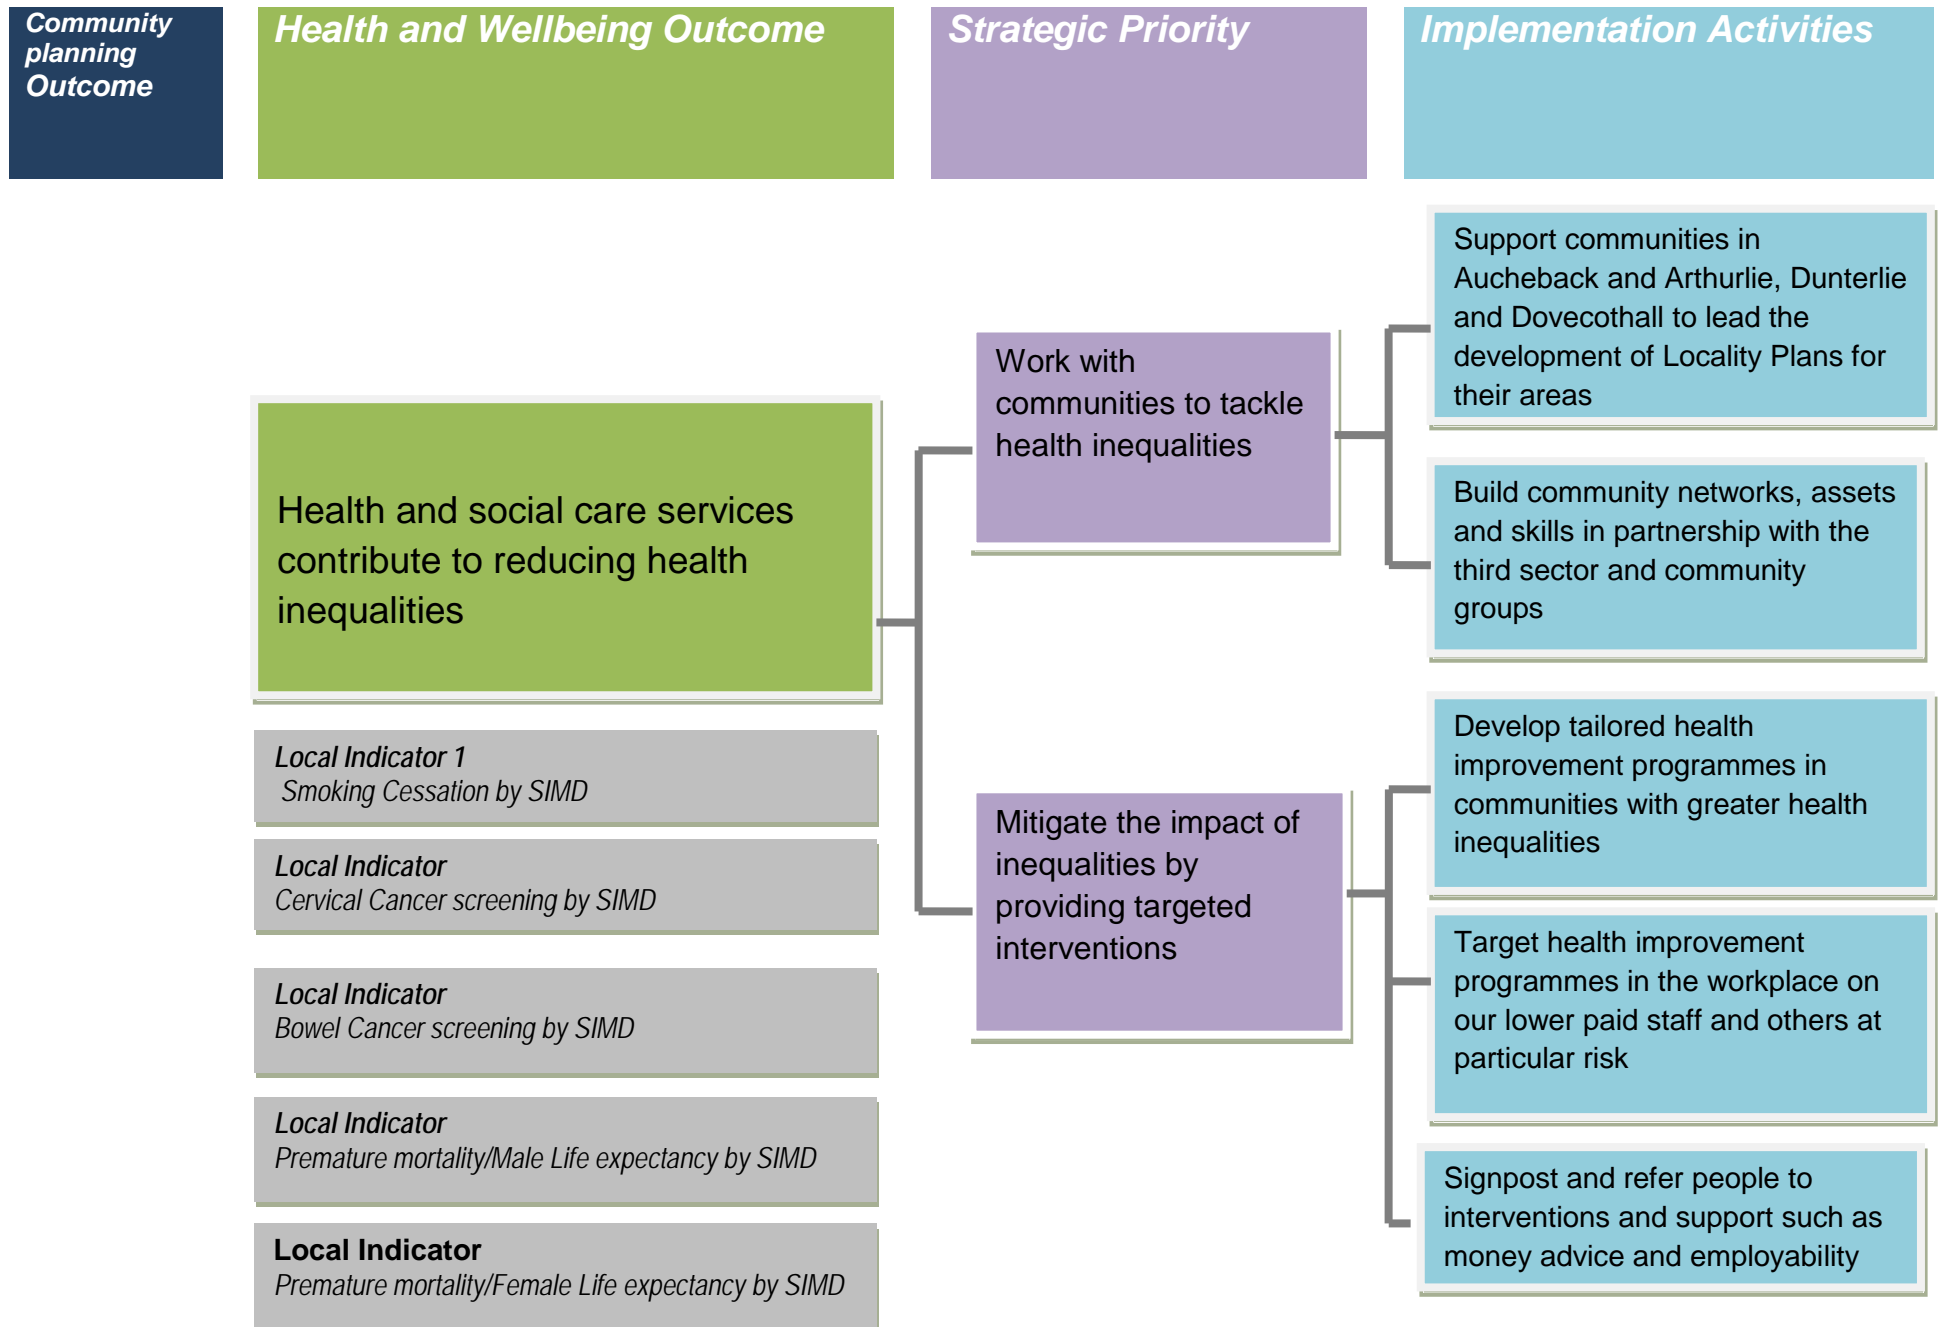 Community
planning
Outcome
Health and Wellbeing Outcome
Strategic Priority
Implementation Activities
Health and social care services
contribute to reducing health
inequalities
Local Indicator 1
Smoking Cessation by SIMD
Local Indicator
Cervical Cancer screening by SIMD
Local Indicator
Bowel Cancer screening by SIMD
Local Indicator
Premature mortality/Male Life expectancy by SIMD
Local Indicator
Premature mortality/Female Life expectancy by SIMD
Work with
communities to tackle
health inequalities
Mitigate the impact of
inequalities by
providing targeted
interventions
Support communities in
Aucheback and Arthurlie, Dunterlie
and Dovecothall to lead the
development of Locality Plans for
their areas
Build community networks, assets
and skills in partnership with the
third sector and community
groups
Develop tailored health
improvement programmes in
communities with greater health
inequalities
Target health improvement
programmes in the workplace on
our lower paid staff and others at
particular risk
Signpost and refer people to
interventions and support such as
money advice and employability